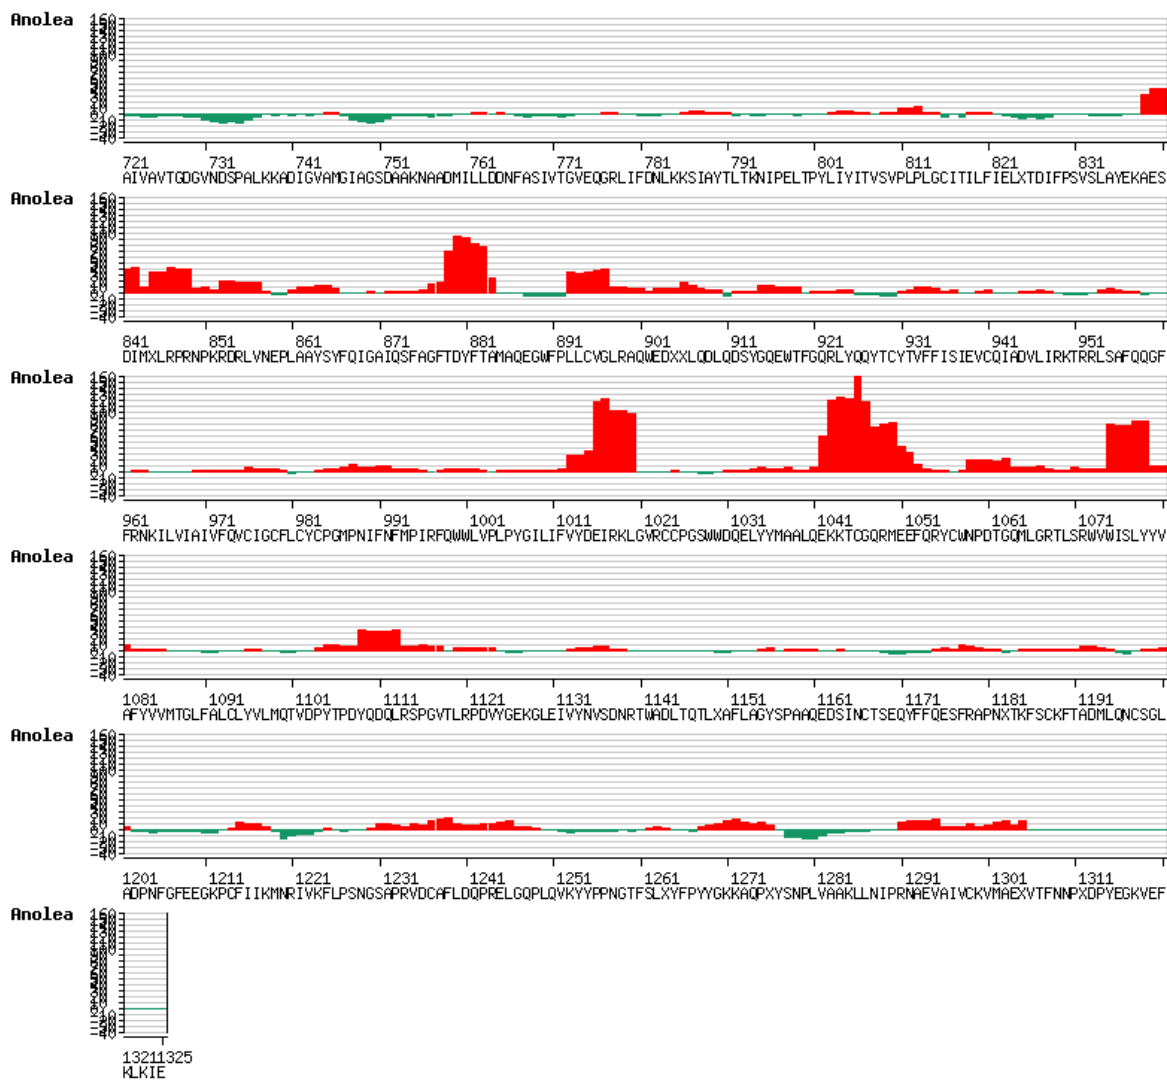 Anolea
721 731 741 751 761 771 781 791 801 811 821 831
AIVAVTGDGVNDSPALKKADIGVAMGIAGSDAAKNAADMILLDDNFASIVTGVEQGRLIFDNLKKSIAYTLTKNIPELTPYLIYITVSVPLPLGCITILFIELXTDIFPSVSLAYEKAES
Anolea
841 851 861 871 881 891 901 911 921 931 941 951
DIMXLRPRNPKRDRLVNEPLAAYSYFQIGAIQSFAGFTDYFTAMAQEGWFPLLCVGLRAQWEDXXLQDLQDSYGQEWTFGQRLYQQYTCYTVFFISIEVCQIADVLIRKTRRLSAFQQGF
Anolea
961 971 981 991 1001 1011 1021 1031 1041 1051 1061 1071
FRNKILVIAIVFQVCIGCFLCYCPGMPNIFNFMPIRFQWWLVPLPYGILIFVYDEIRKLGVRCCPGSWWDQELYYMAALQEKKTCGQRMEEFQRYCWNPDTGQMLGRTLSRWVWISLYYV
Anolea
1081 1091 1101 1111 1121 1131 1141 1151 1161 1171 1181 1191
AFYVVMTGLFALCLYVLMQTVDPYTPDYQDQLRSPGVTLRPDVYGEKGLEIVYNVSDNRTWADLTQTLXAFLAGYSPAAQEDSINCTSEQYFFQESFRAPNXTKFSCKFTADMLQNCSGL
Anolea
1201 1211 1221 1231 1241 1251 1261 1271 1281 1291 1301 1311
ADPNFGFEEGKPCFIIKMNRIVKFLPSNGSAPRVDCAFLDQPRELGQPLQVKYYPPNGTFSLXYFPYYGKKAQPXYSNPLVAAKLLNIPRNAEVAIVCKVMAEXVTFNNPXDPYEGKVEF
Anolea
13211325
KLKIE